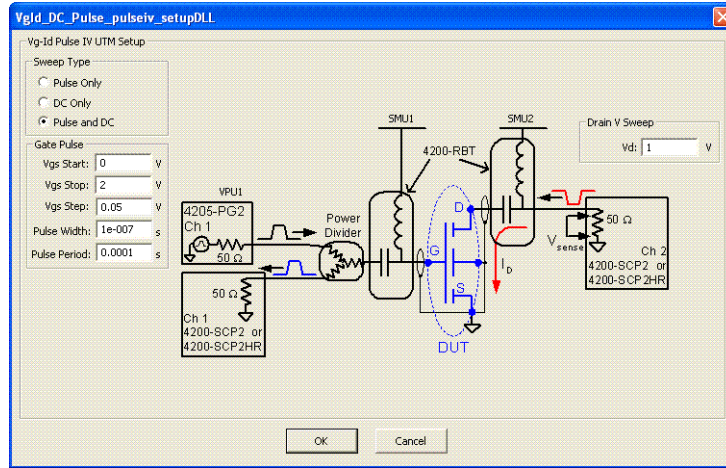 VgId_DC_Pulse_pulseiv_setupDLL
Vg-Id Pulse IV UTM Setup
Sweep Type
Pulse Only
DC Only
Pulse and DC
Gate Pulse
Vgs Start: 0 V
Vgs Stop: 2 V
Vgs Step: 0.05 V
Pulse Width: 1e-007 s
Pulse Period: 0.0001 s
SMU1
SMU2
4200-RBT
Drain V Sweep
Vd: 1 V
VPU1
4205-PG2
Ch 1
50 Ω
Power
Divider
50 Ω
Ch 1
4200-SCP2 or
4200-SCP2HR
D
G
S
DUT
ID
50 Ω
Vsense
Ch 2
4200-SCP2 or
4200-SCP2HR
OK
Cancel